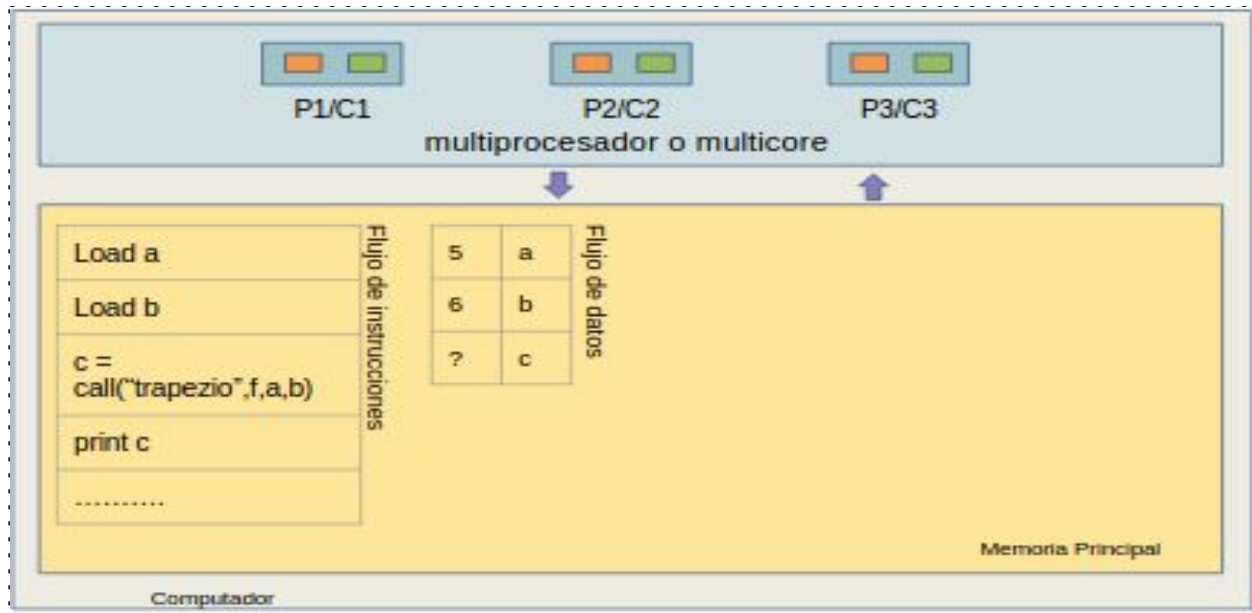 P1/C1
P2/C2
P3/C3
multiprocesador o multicore
Load a
Load b
c =
call("trapezio",f,a,b)
print c
..........
Flujo de instrucciones
5 a
6 b
? c
Flujo de datos
Memoria Principal
Computador